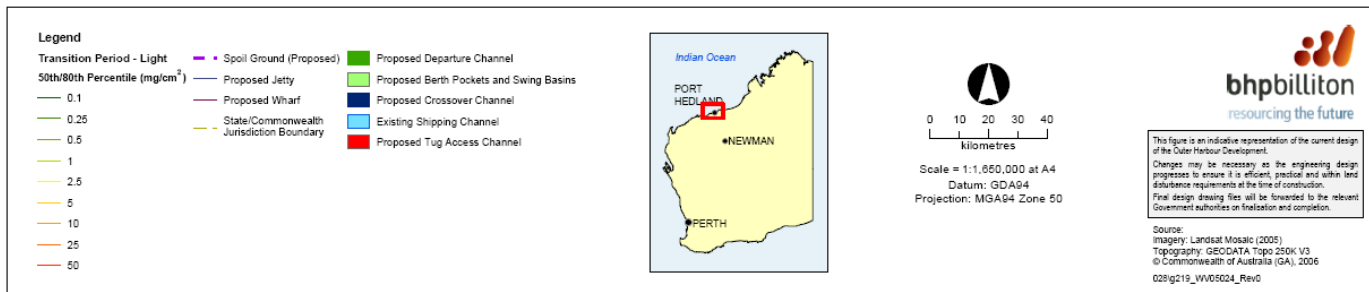 Legend
Transition Period - Light
50th/80th Percentile (mg/cm²)
0.1
0.25
0.5
1
2.5
5
10
25
50
Spoil Ground (Proposed)
Proposed Jetty
Proposed Wharf
State/Commonwealth
Jurisdiction Boundary
Proposed Departure Channel
Proposed Berth Pockets and Swing Basins
Proposed Crossover Channel
Existing Shipping Channel
Proposed Tug Access Channel
Indian Ocean
PORT
HEDLAND
NEWMAN
PERTH
0 10 20 30 40
kilometres
Scale = 1:1,650,000 at A4
Datum: GDA94
Projection: MGA94 Zone 50
bhpbilliton
resourcing the future
This figure is an indicative representation of the current design
of the Outer Harbour Development.
Changes may be necessary as the engineering design
progresses to ensure it is efficient, practical and within land
disturbance requirements at the time of construction.
Final design drawing files will be forwarded to the relevant
Government authorities on finalisation and completion.
Source:
Imagery: Landsat Mosaic (2005)
Topography: GEODATA Topo 250K V3
© Commonwealth of Australia (GA), 2006
028\g219_WV05024_Rev0